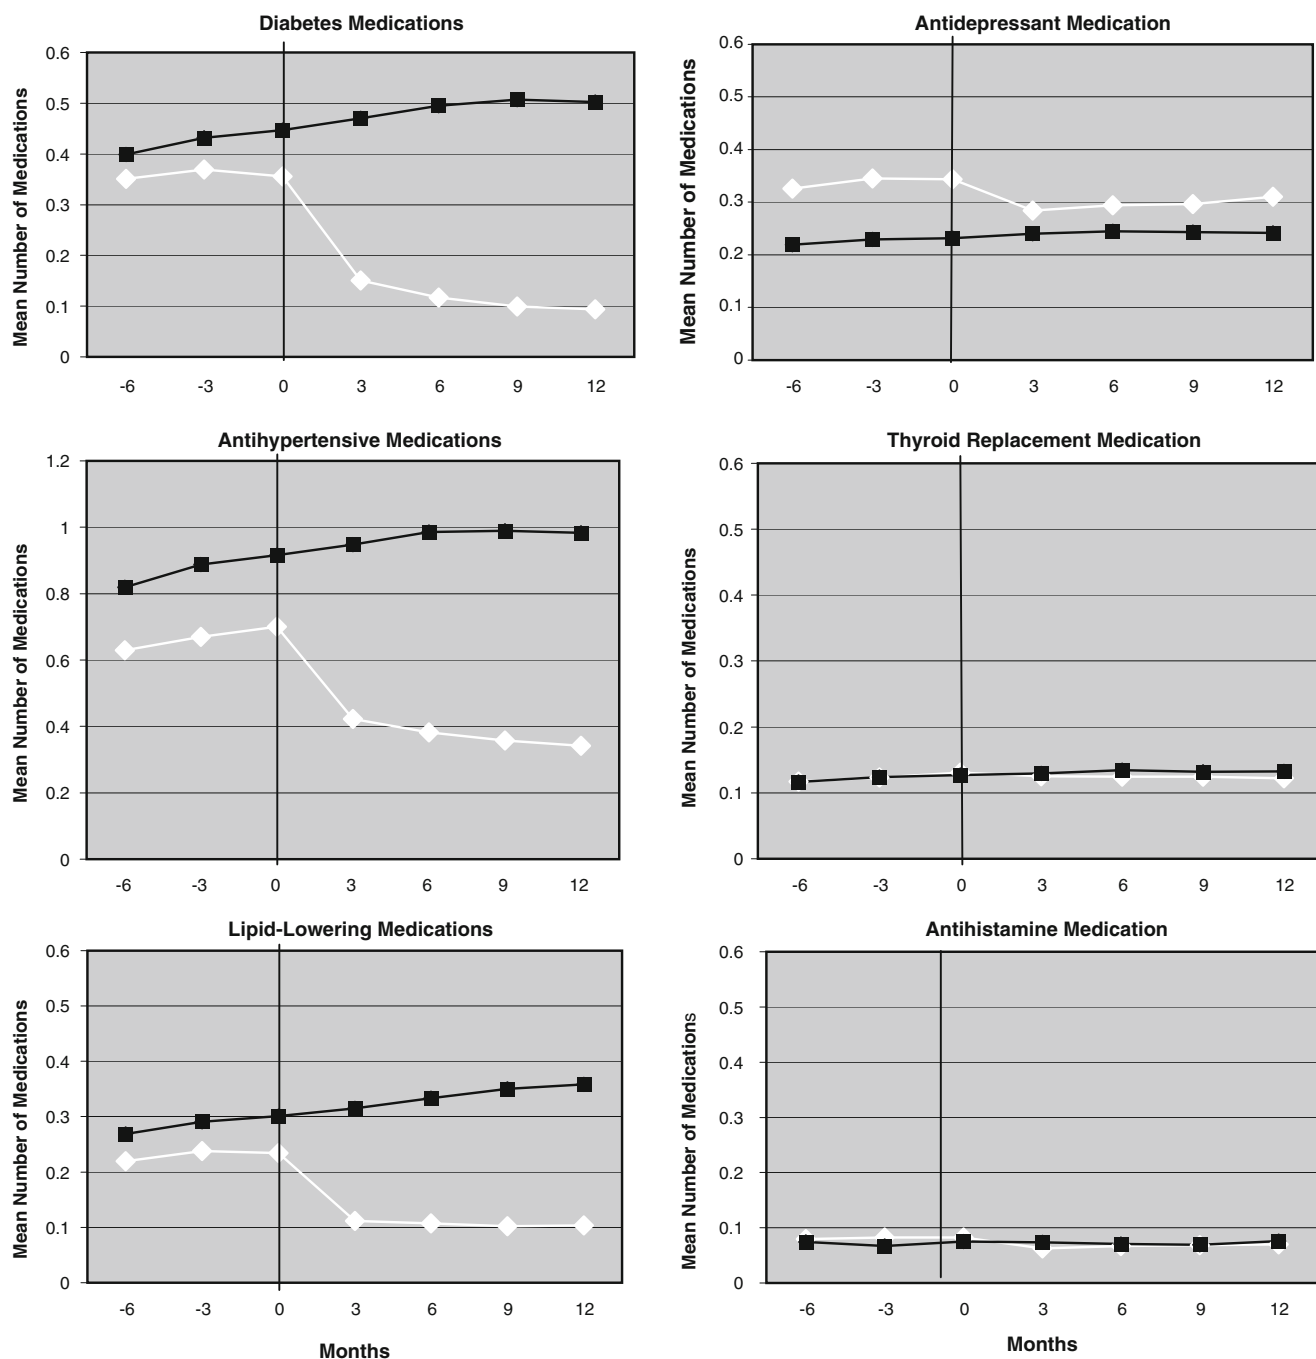 Diabetes Medications
Mean Number of Medications
0.6
0.5
0.4
0.3
0.2
0.1
0
-6 -3 0 3 6 9 12
Antidepressant Medication
Mean Number of Medications
0.6
0.5
0.4
0.3
0.2
0.1
0
-6 -3 0 3 6 9 12
Antihypertensive Medications
Mean Number of Medications
1.2
1
0.8
0.6
0.4
0.2
0
-6 -3 0 3 6 9 12
Thyroid Replacement Medication
Mean Number of Medications
0.6
0.5
0.4
0.3
0.2
0.1
0
-6 -3 0 3 6 9 12
Lipid-Lowering Medications
Mean Number of Medications
0.6
0.5
0.4
0.3
0.2
0.1
0
-6 -3 0 3 6 9 12
Months
Antihistamine Medication
Mean Number of Medications
0.6
0.5
0.4
0.3
0.2
0.1
0
-6 -3 0 3 6 9 12
Months